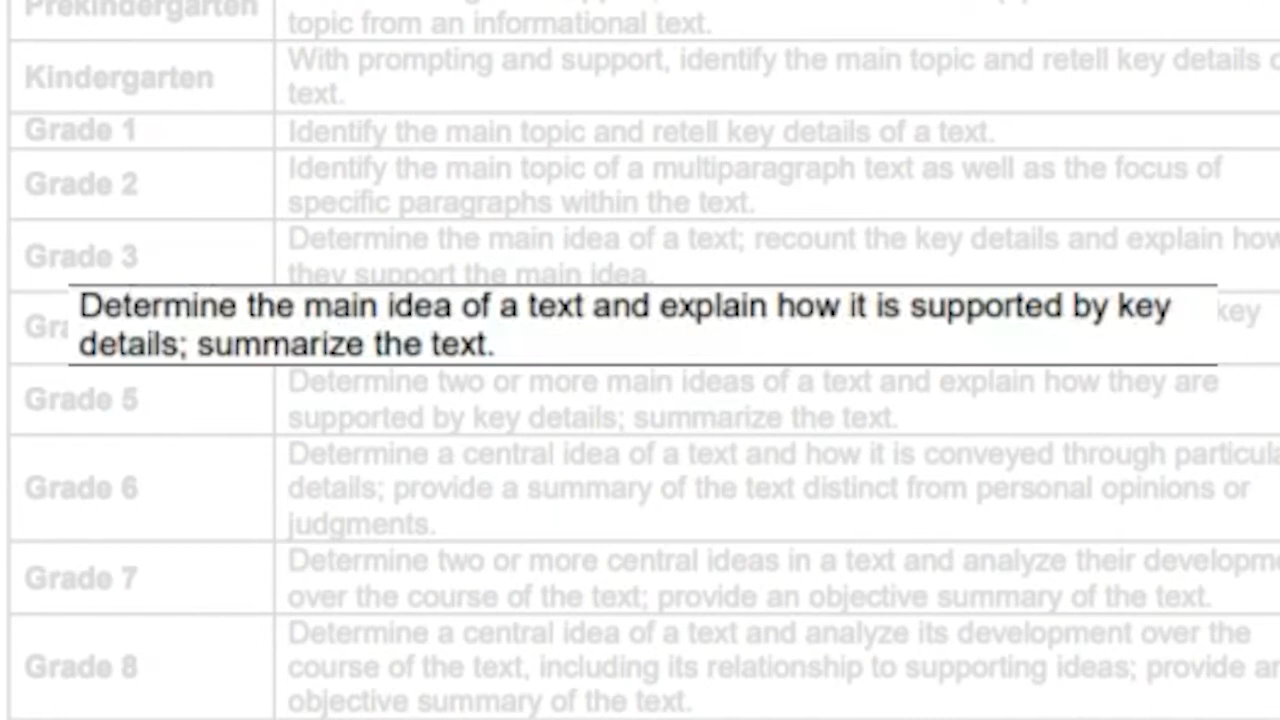 Prekindergarten
topic from an informational text.
Kindergarten
With prompting and support, identify the main topic and retell key details
text.
Grade 1
Identify the main topic and retell key details of a text.
Grade 2
Identify the main topic of a multiparagraph text as well as the focus of
specific paragraphs within the text.
Grade 3
Determine the main idea of a text; recount the key details and explain how
they support the main idea.
Determine the main idea of a text and explain how it is supported by key
details; summarize the text.
key
Grade 5
Determine two or more main ideas of a text and explain how they are
supported by key details; summarize the text.
Grade 6
Determine a central idea of a text and how it is conveyed through
details; provide a summary of the text distinct from personal opinions or
judgments.
Grade 7
Determine two or more central ideas in a text and analyze their
over the course of the text; provide an objective summary of the text.
Grade 8
Determine a central idea of a text and analyze its development over the
course of the text, including its relationship to supporting ideas; provide an
objective summary of the text.